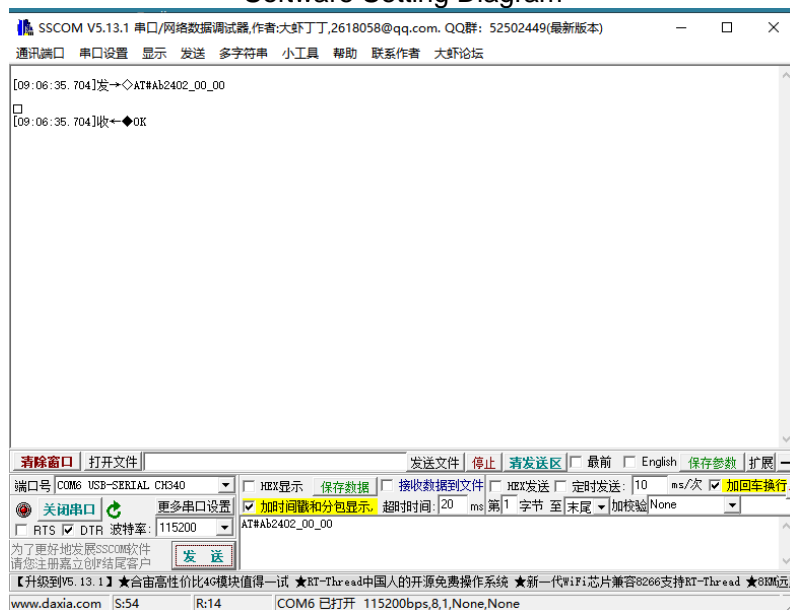 Software Setting Diagram
SSCOM V5.13.1 串口/网络数据调试器,作者:大虾丁丁,2618058@qq.com. QQ群: 52502449(最新版本)
通讯端口 串口设置 显示 发送 多字符串 小工具 帮助 联系作者 大虾论坛
[09:06:35.704]发→◇AT#Ab2402_00_00
□
[09:06:35.704]收←◆OK
清除窗口 打开文件 发送文件 停止 清发送区 最前 English 保存参数 扩展 —
端口号 COM6 USB-SERIAL CH340 HEX显示 保存数据 接收数据到文件 HEX发送 定时发送: 10 ms/次 加回车换行
关闭串口 更多串口设置 加时间戳和分包显示. 超时时间: 20 ms 第 1 字节 至 末尾 加校验 None
RTS DTR 波特率: 115200 AT#Ab2402_00_00
为了更好地发展SSCOM软件
请您注册嘉立创F结尾客户 发 送
【升级到V5.13.1】★合宙高性价比4G模块值得一试 ★RT-Thread中国人的开源免费操作系统 ★新一代WiFi芯片兼容8266支持RT-Thread ★8KM远
www.daxia.com S:54 R:14 COM6 已打开 115200bps,8,1,None,None